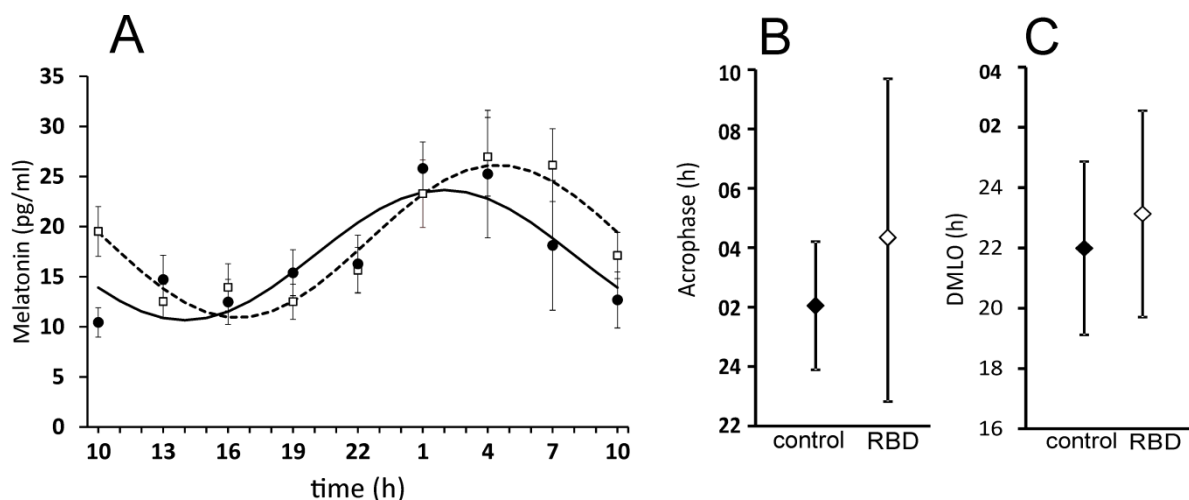 A
Melatonin (pg/ml)
35
30
25
20
15
10
5
0
10 13 16 19 22 1 4 7 10
time (h)
B
Acrophase (h)
10
08
06
04
02
24
22
control RBD
C
DMLO (h)
04
02
24
22
20
18
16
control RBD